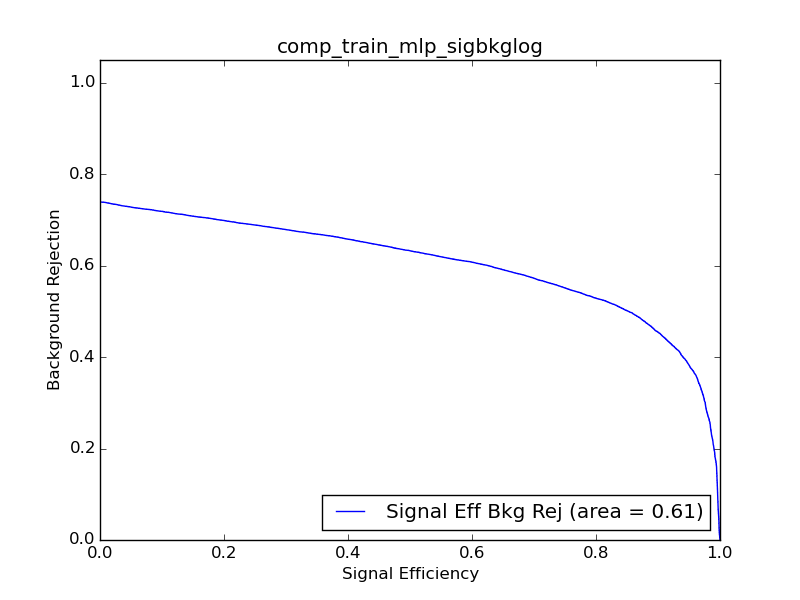 comp_train_mlp_sigbkglog
1.0
0.8
0.6
0.4
0.2
0.0
Background Rejection
Signal Eff Bkg Rej (area = 0.61)
0.0 0.2 0.4 0.6 0.8 1.0
Signal Efficiency